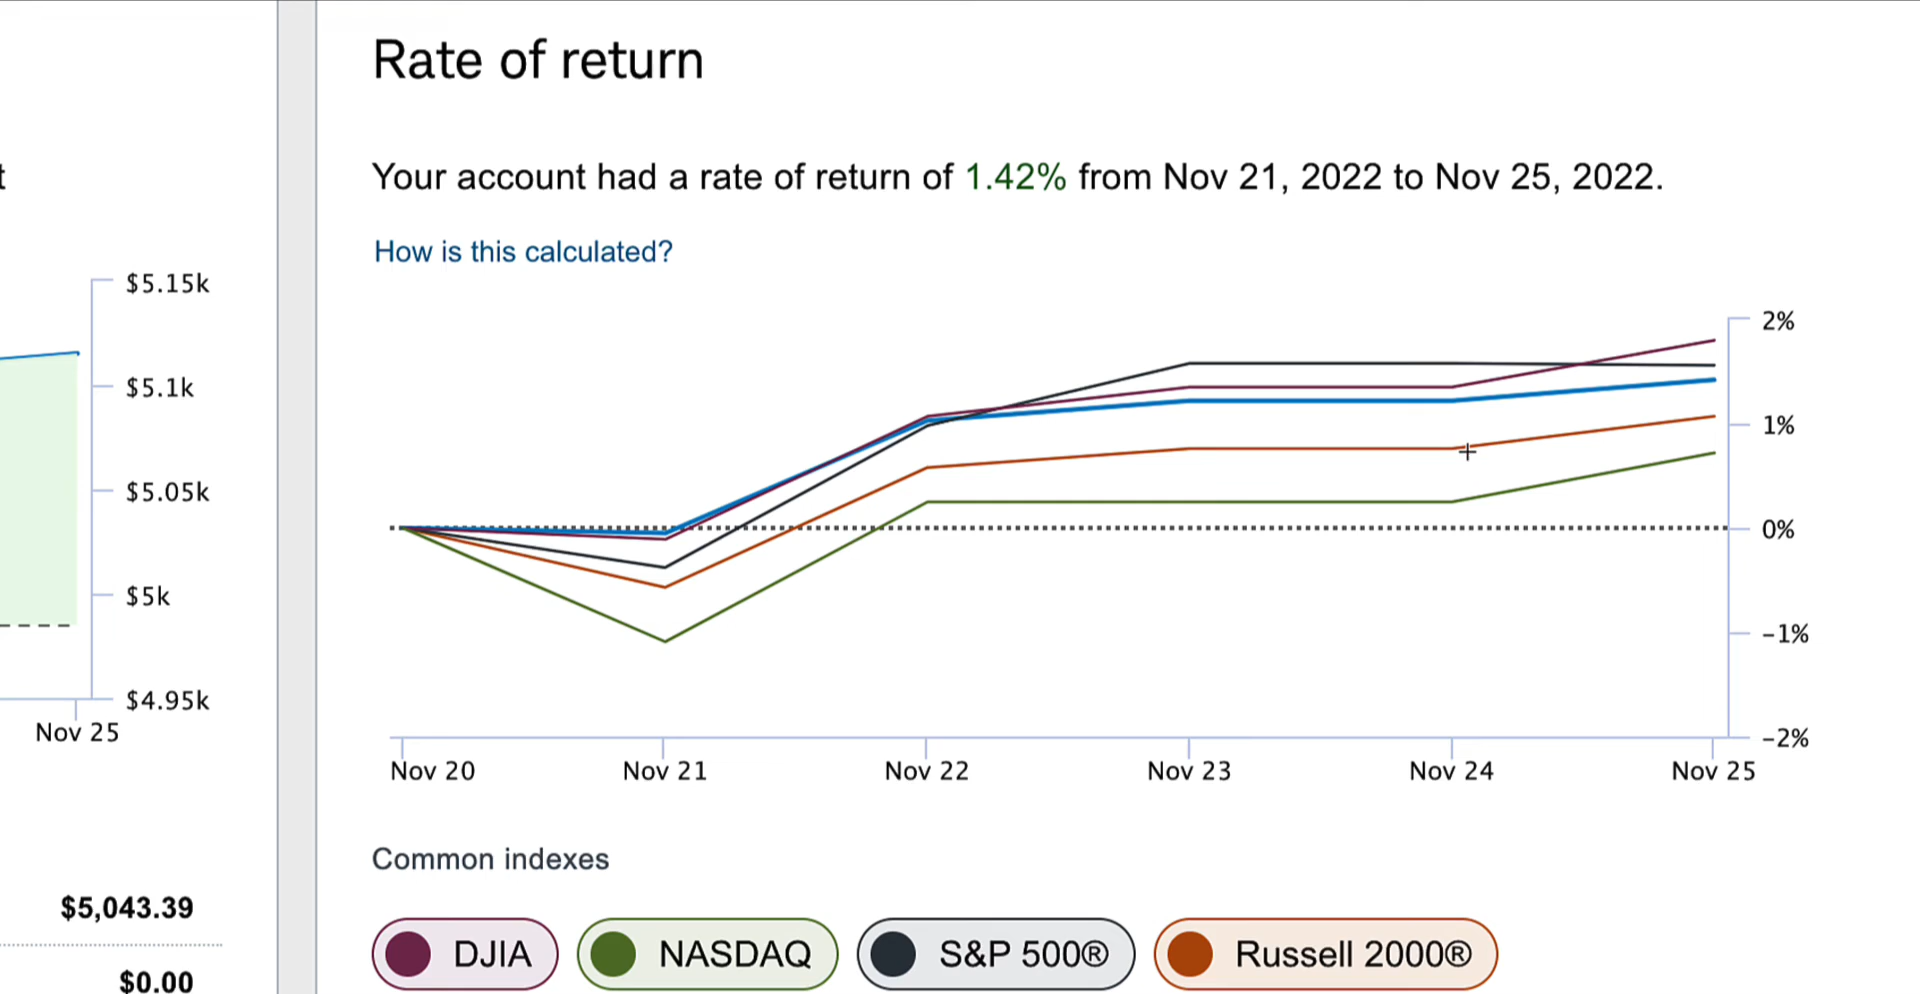 Rate of return
Your account had a rate of return of 1.42% from Nov 21, 2022 to Nov 25, 2022.
How is this calculated?
t
$5.15k
$5.1k
$5.05k
$5k
$4.95k
Nov 25
$5,043.39
$0.00
2%
1%
0%
−1%
−2%
Nov 20 Nov 21 Nov 22 Nov 23 Nov 24 Nov 25
Common indexes
DJIA NASDAQ S&P 500® Russell 2000®